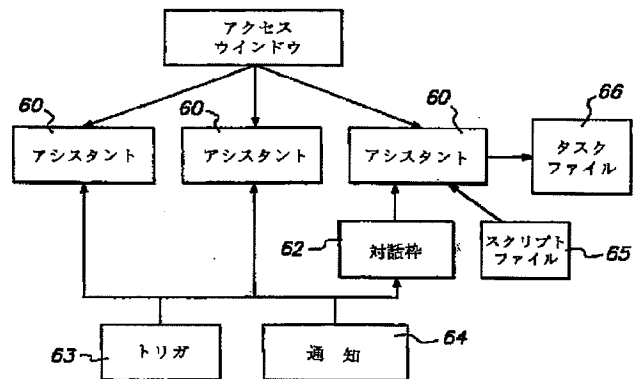 アクセス
ウインドウ
60
60
60
66
アシスタント
アシスタント
アシスタント
タスク
ファイル
62
対話枠
スクリプト
ファイル
65
63
トリガ
通知
64